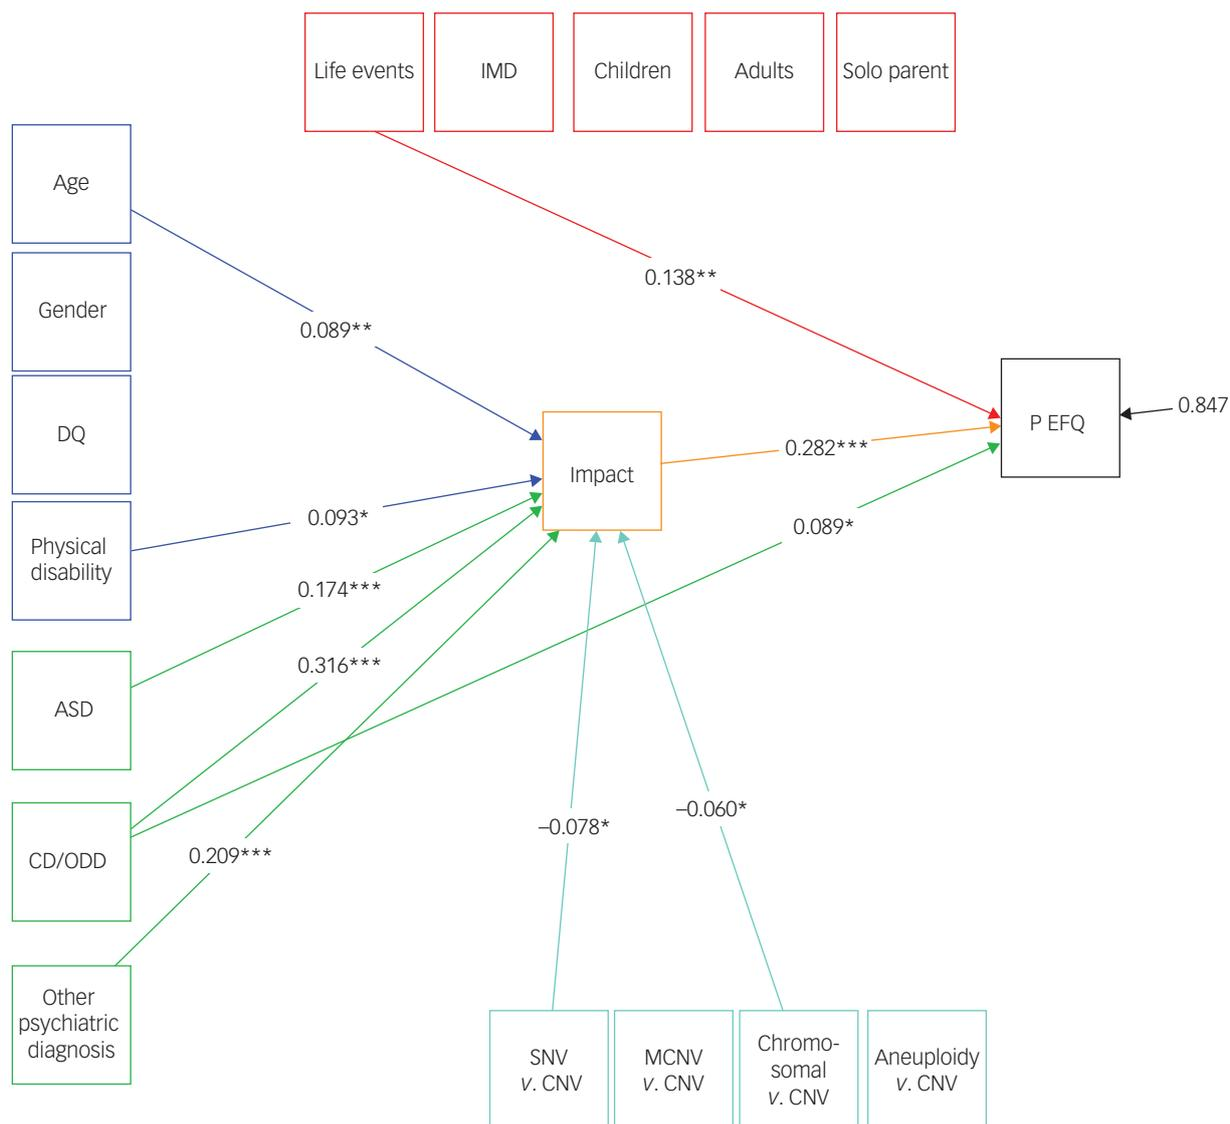 Life events
IMD
Children
Adults
Solo parent
Age
Gender
DQ
Physical
disability
ASD
CD/ODD
Other
psychiatric
diagnosis
0.138**
0.089**
0.093*
0.174***
0.316***
0.209***
Impact
0.282***
0.089*
P EFQ
0.847
−0.078*
−0.060*
SNV
v. CNV
MCNV
v. CNV
Chromo-
somal
v. CNV
Aneuploidy
v. CNV